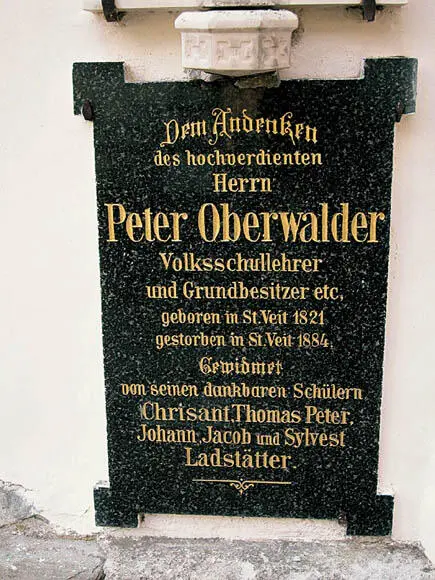 Dem Andenken
des hochverdienten
Herrn
Peter Oberwalder
Volksschullehrer
und Grundbesitzer etc,
geboren in St. Veit 1821
gestorben in St. Veit 1884.
Gewidmet
von seinen dankbaren Schülern
Chrisant, Thomas Peter,
Johann, Jacob und Sylvest
Ladstätter.